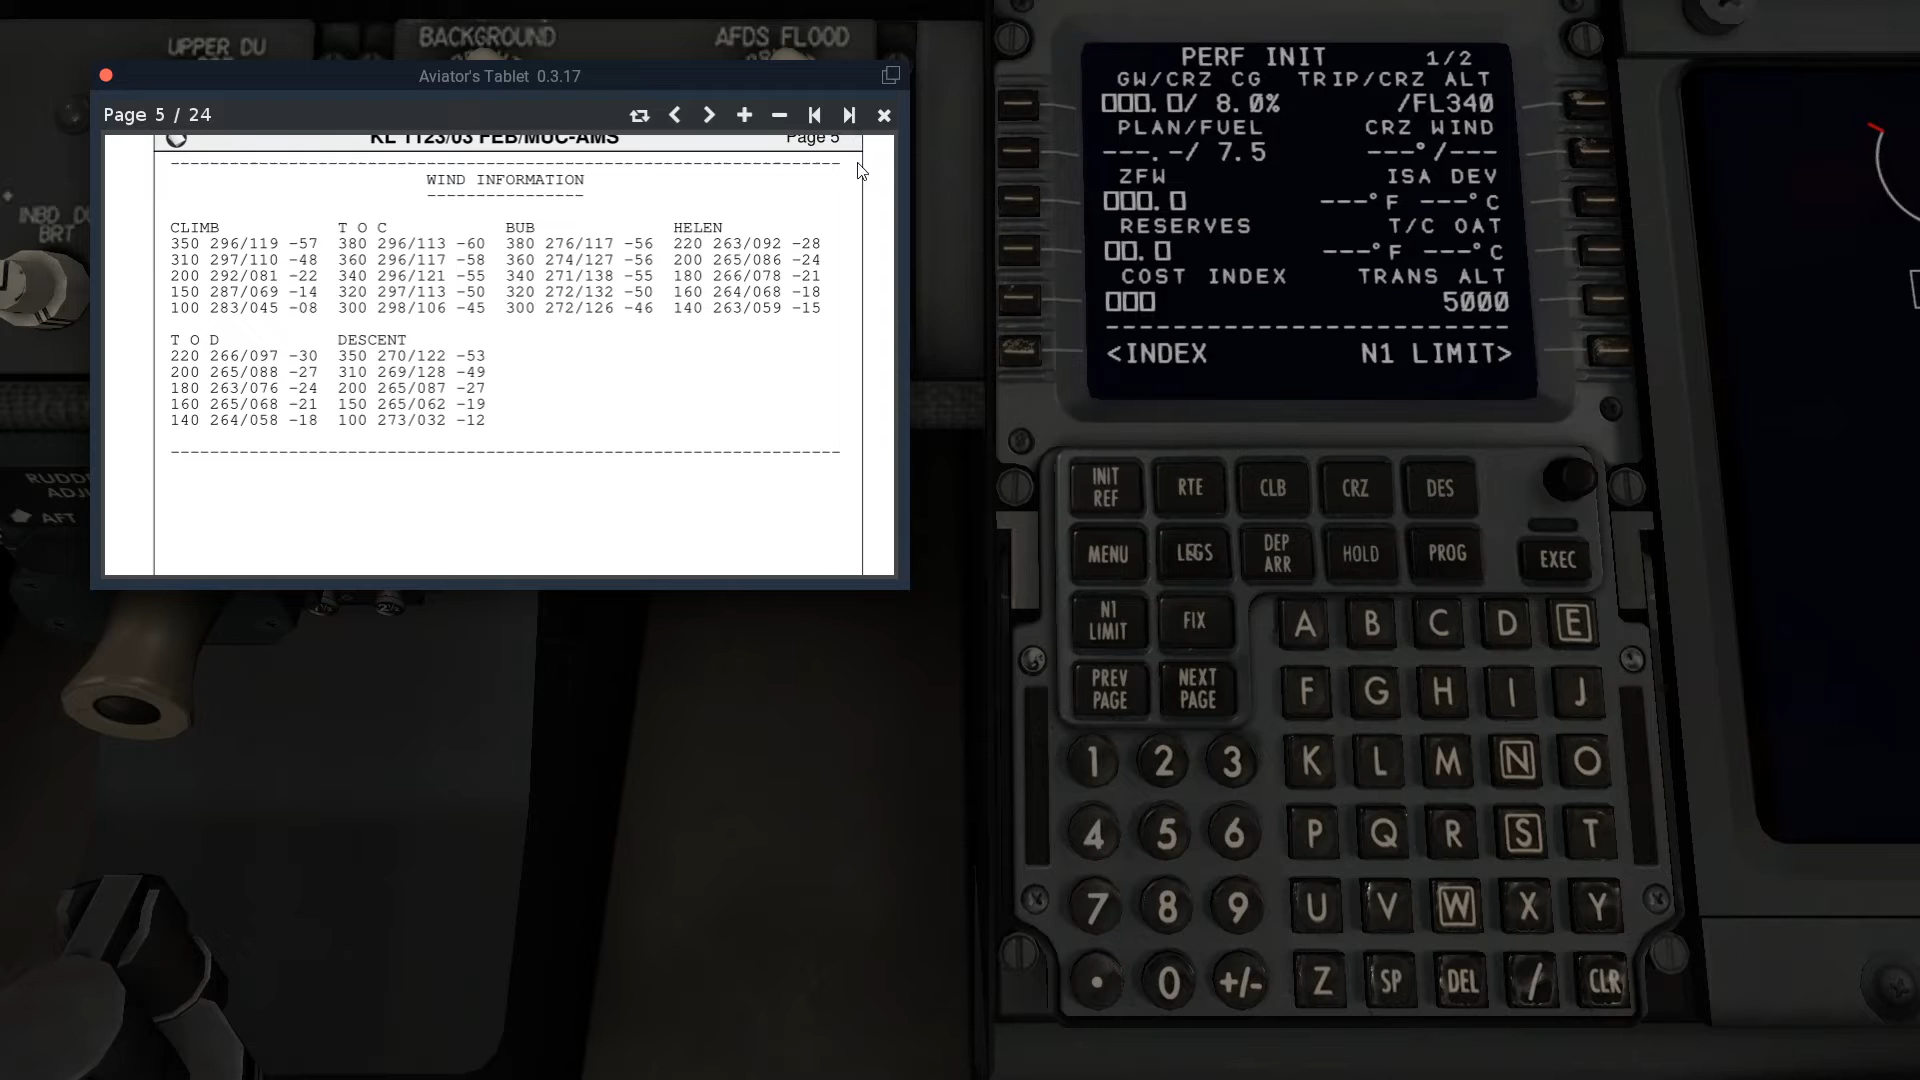 UPPER DU
BACKGROUND
AFDS FLOOD
INBD DU
BRT
AFT
Aviator's Tablet 0.3.17
Page 5 / 24
KL 1123/03 FEB/MUC-AMS
Page 5
WIND INFORMATION
CLIMB T O C BUB HELEN
350 296/119 -57 380 296/113 -60 380 276/117 -56 220 263/092 -28
310 297/110 -48 360 296/117 -58 360 274/127 -56 200 265/086 -24
200 292/081 -22 340 296/121 -55 340 271/138 -55 180 266/078 -21
150 287/069 -14 320 297/113 -50 320 272/132 -50 160 264/068 -18
100 283/045 -08 300 298/106 -45 300 272/126 -46 140 263/059 -15
T O D DESCENT
220 266/097 -30 350 270/122 -53
200 265/088 -27 310 269/128 -49
180 263/076 -24 200 265/087 -27
160 265/068 -21 150 265/062 -19
140 264/058 -18 100 273/032 -12
PERF INIT 1/2
GW/CRZ CG TRIP/CRZ ALT
□□□.□/ 8.0% /FL340
PLAN/FUEL CRZ WIND
---.-/ 7.5 ---°/---
ZFW ISA DEV
□□□.□ ---°F ---°C
RESERVES T/C OAT
□□.□ ---°F ---°C
COST INDEX TRANS ALT
□□□ 5000
------------------------
<INDEX N1 LIMIT>
INIT REF RTE CLB CRZ DES
MENU LEGS DEP ARR HOLD PROG EXEC
N1 LIMIT FIX A B C D E
PREV PAGE NEXT PAGE F G H I J
1 2 3 K L M N O
4 5 6 P Q R S T
7 8 9 U V W X Y
. 0 +/- Z SP DEL / CLR